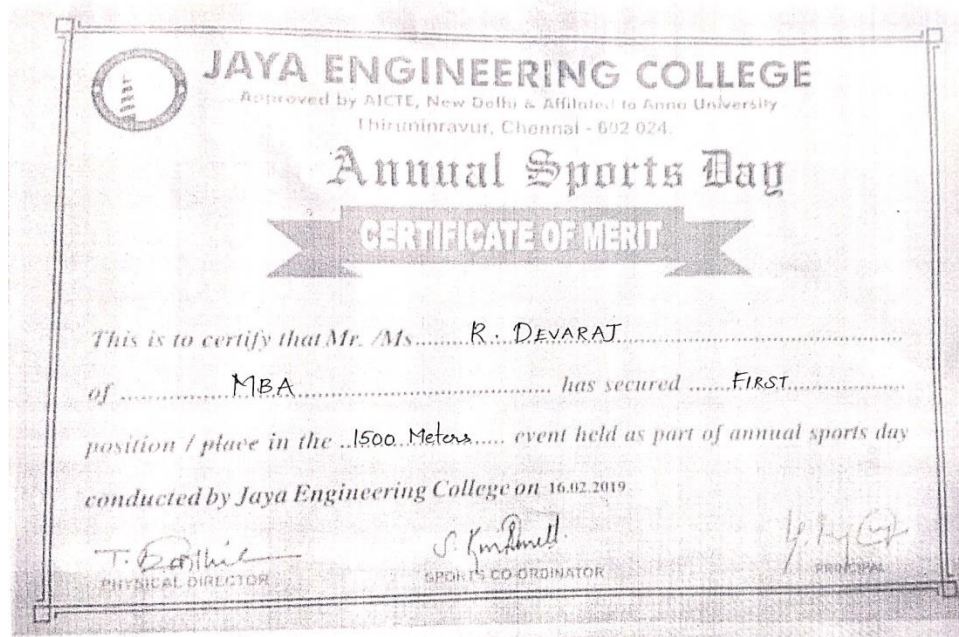 JAYA ENGINEERING COLLEGE
Approved by AICTE, New Delhi & Affiliated to Anna University
Thiruninravur, Chennai - 602 024.
Annual Sports Day
CERTIFICATE OF MERIT
This is to certify that Mr. /Ms.......R. DEVARAJ.......
of .......MBA....... has secured .......FIRST.......
position / place in the ..1500 Meters..... event held as part of annual sports day
conducted by Jaya Engineering College on 16.02.2019
PHYSICAL DIRECTOR
SPORTS CO-ORDINATOR
PRINCIPAL